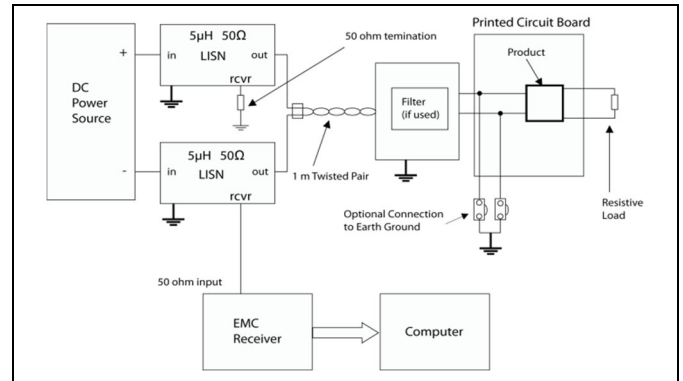 Printed Circuit Board
5µH 50Ω
LISN
in
out
rcvr
50 ohm temination
+
DC
Power
Source
-
Product
Filter
(if used)
5µH 50Ω
LISN
in
out
rcvr
1 m Twisted Pair
Optional Connection
to Earth Ground
Resistive
Load
50 ohm input
EMC
Receiver
Computer